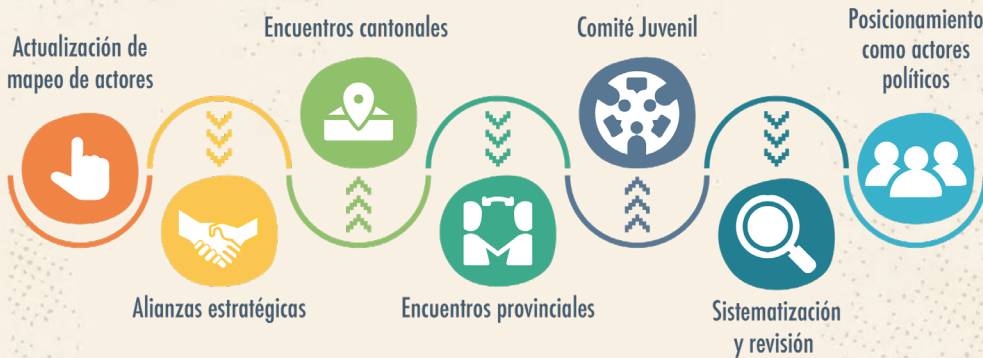 Actualización de
mapeo de actores
Alianzas estratégicas
Encuentros cantonales
Encuentros provinciales
Comité Juvenil
Sistematización
y revisión
Posicionamiento
como actores
políticos